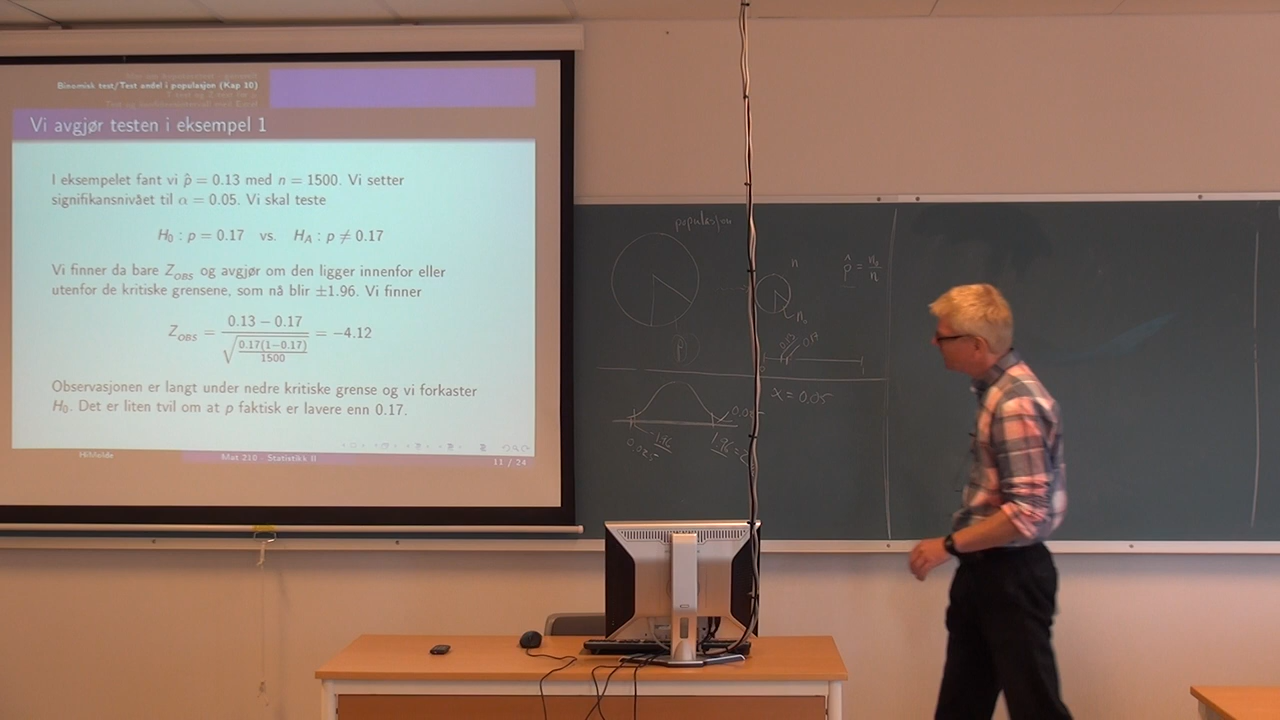 Binomisk test/Test andel i populasjon (Kap 10)
Vi avgjør testen i eksempel 1
I eksempelet fant vi p̂ = 0.13 med n = 1500. Vi setter
signifikansnivået til α = 0.05. Vi skal teste
H₀ : p = 0.17 vs. H_A : p ≠ 0.17
Vi finner da bare Z_OBS og avgjør om den ligger innenfor eller
utenfor de kritiske grensene, som nå blir ±1.96. Vi finner
Z_OBS = (0.13 − 0.17) / √(0.17(1−0.17) / 1500) = −4.12
Observasjonen er langt under nedre kritiske grense og vi forkaster
H₀. Det er liten tvil om at p faktisk er lavere enn 0.17.
HiMolde
Mat 210 - Statistikk II
11 / 24
populasjon
n
p̂ = n₀/n
n₀
0.13 0.17
p
α = 0.05
-1.96
1.96
0.025